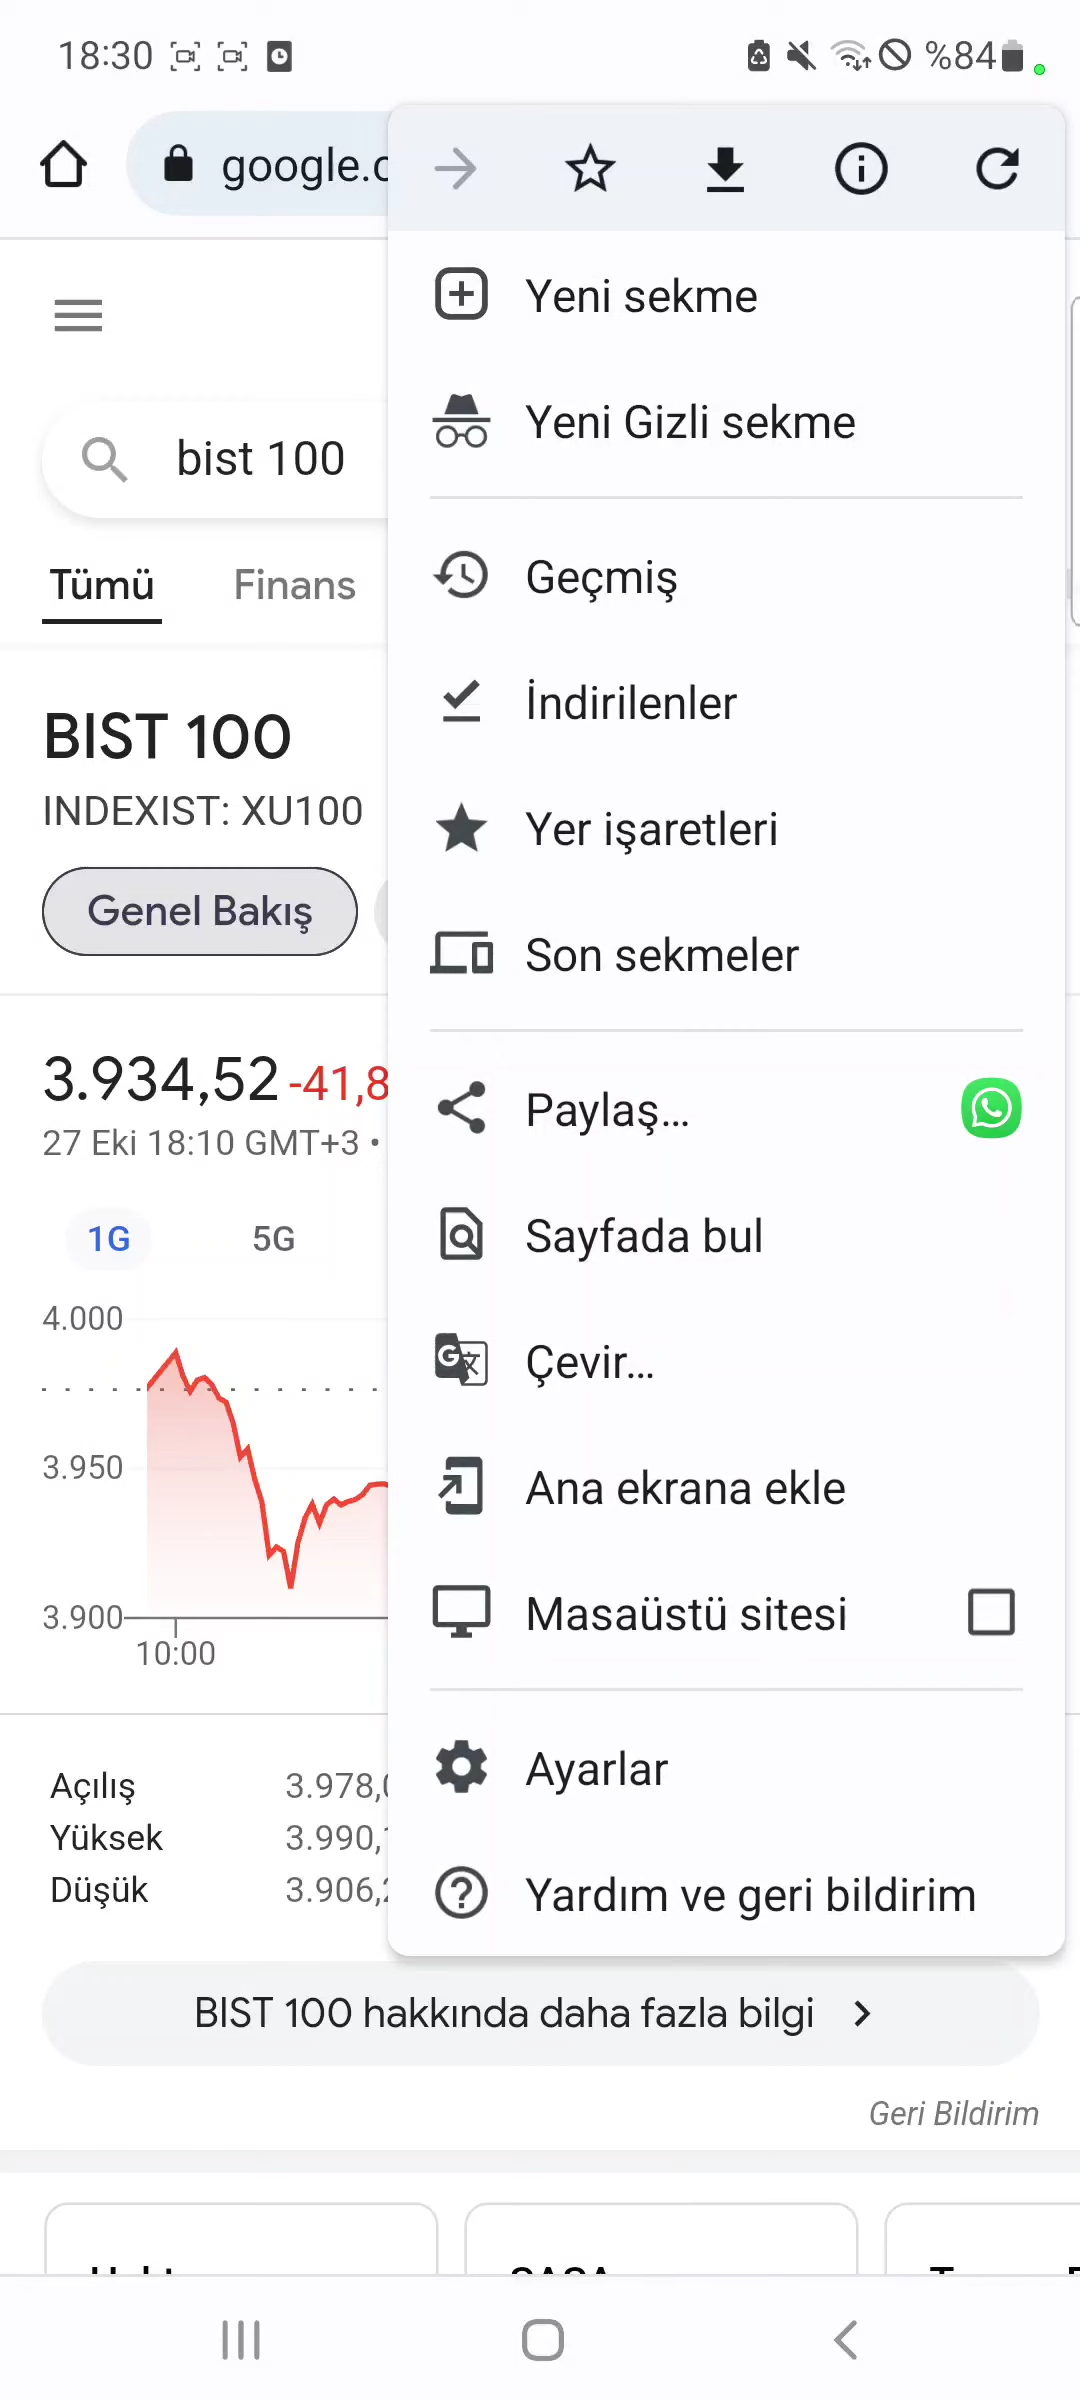 18:30
%84
google.c
Yeni sekme
Yeni Gizli sekme
bist 100
Tümü Finans
Geçmiş
İndirilenler
BIST 100
INDEXIST: XU100
Yer işaretleri
Genel Bakış
Son sekmeler
3.934,52 -41,8
27 Eki 18:10 GMT+3 •
Paylaş...
1G 5G
Sayfada bul
4.000
Çevir...
3.950
Ana ekrana ekle
3.900
10:00
Masaüstü sitesi
Ayarlar
Açılış 3.978,
Yüksek 3.990,
Düşük 3.906,
Yardım ve geri bildirim
BIST 100 hakkında daha fazla bilgi
Geri Bildirim